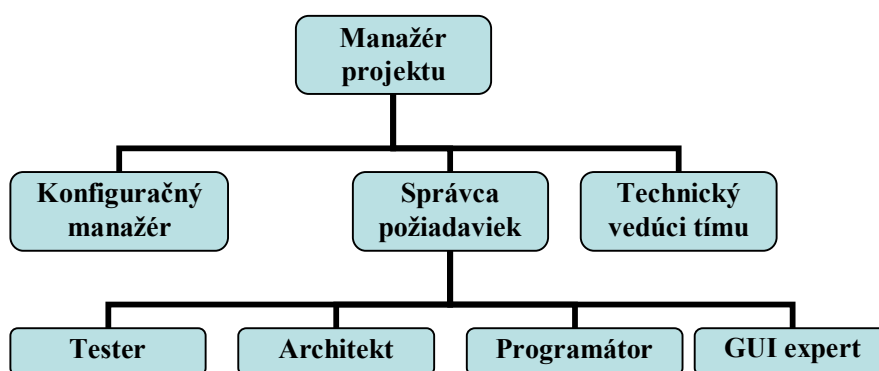 Manažér
projektu
Konfiguračný
manažér
Správca
požiadaviek
Technický
vedúci tímu
Tester
Architekt
Programátor
GUI expert